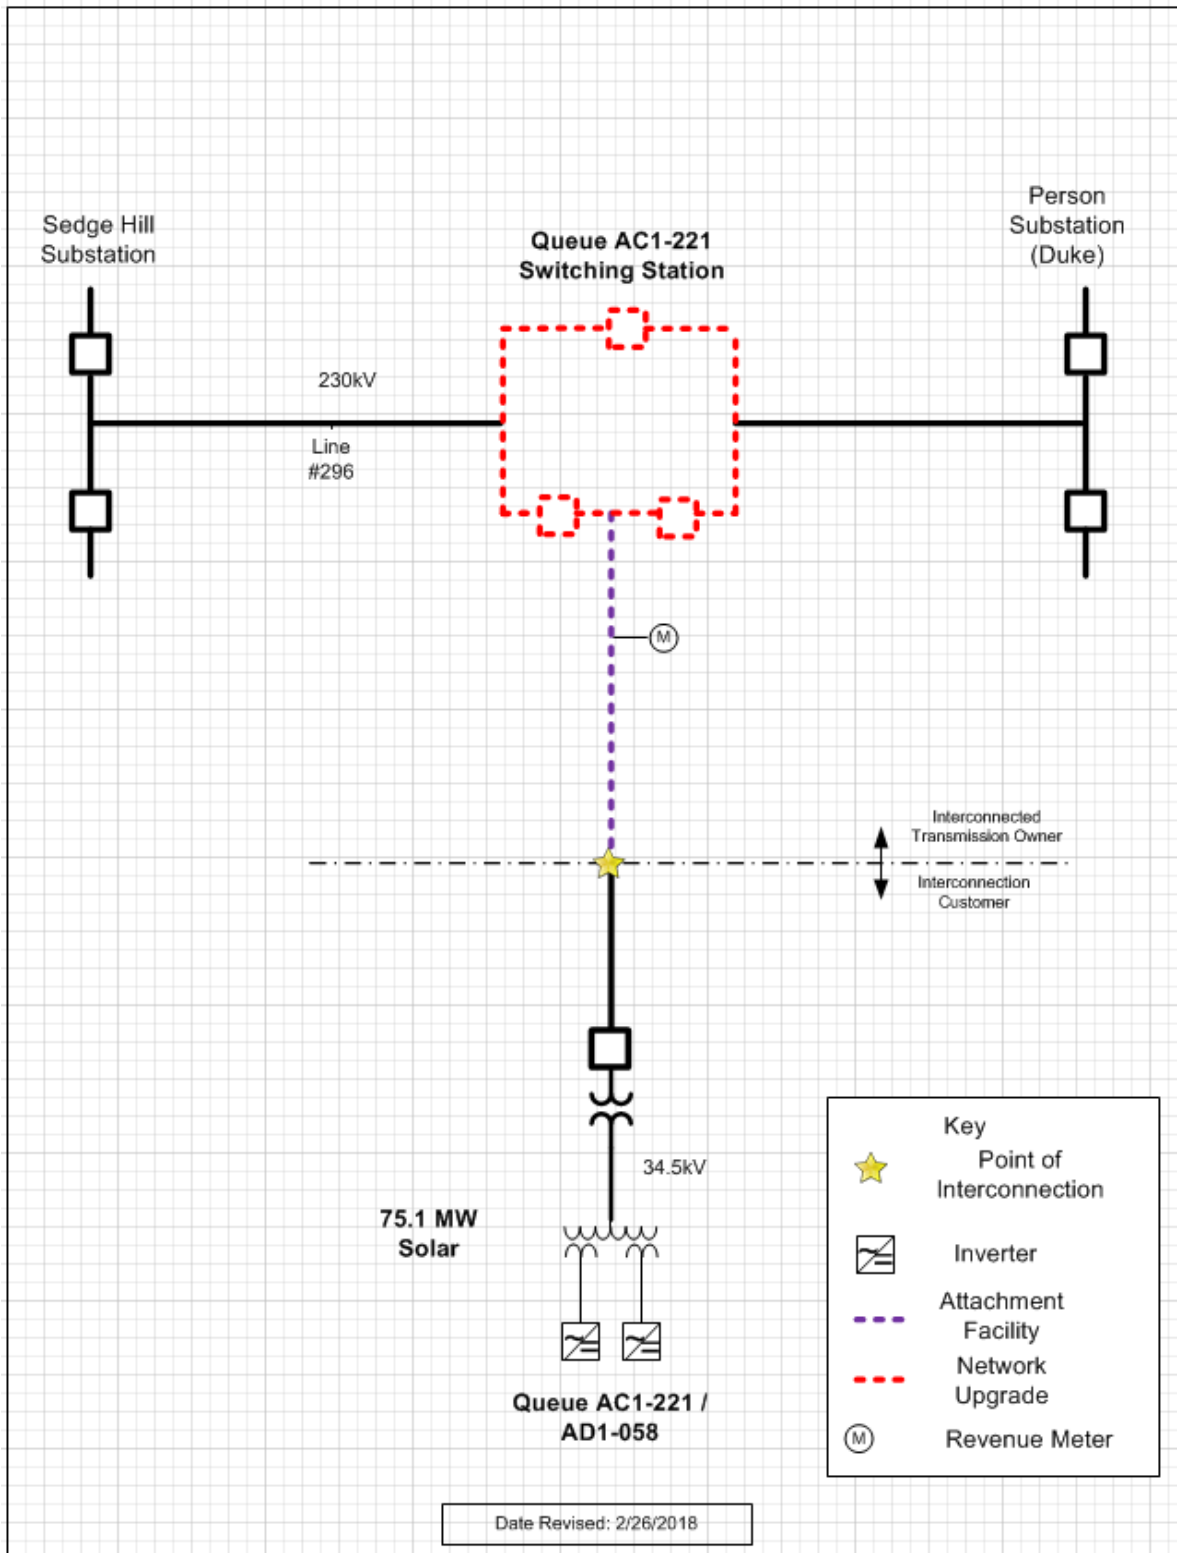 Sedge Hill
Substation
Queue AC1-221
Switching Station
Person
Substation
(Duke)
230kV
Line
#296
M
Interconnected
Transmission Owner
Interconnection
Customer
34.5kV
75.1 MW
Solar
Queue AC1-221 /
AD1-058
Key
Point of
Interconnection
Inverter
Attachment
Facility
Network
Upgrade
M
Revenue Meter
Date Revised: 2/26/2018